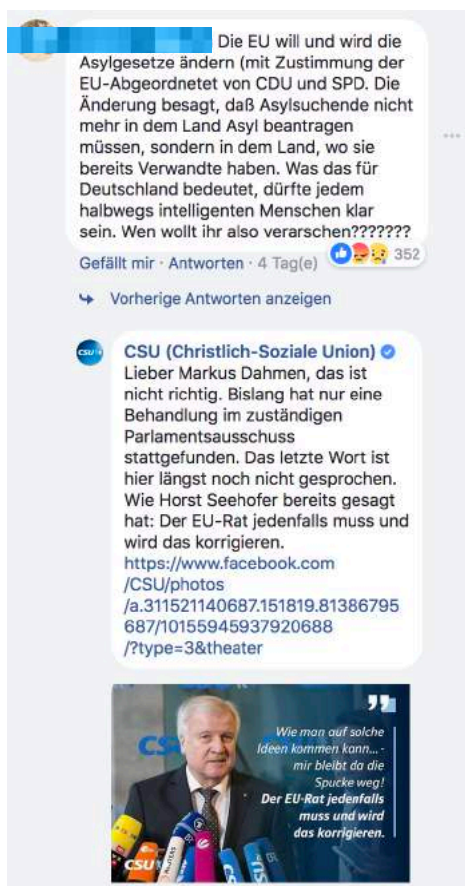 Die EU will und wird die
Asylgesetze ändern (mit Zustimmung der
EU-Abgeordnetet von CDU und SPD. Die
Änderung besagt, daß Asylsuchende nicht
mehr in dem Land Asyl beantragen
müssen, sondern in dem Land, wo sie
bereits Verwandte haben. Was das für
Deutschland bedeutet, dürfte jedem
halbwegs intelligenten Menschen klar
sein. Wen wollt ihr also verarschen???????
Gefällt mir · Antworten · 4 Tag(e)
352
Vorherige Antworten anzeigen
CSU
CSU (Christlich-Soziale Union)
Lieber Markus Dahmen, das ist
nicht richtig. Bislang hat nur eine
Behandlung im zuständigen
Parlamentsausschuss
stattgefunden. Das letzte Wort ist
hier längst noch nicht gesprochen.
Wie Horst Seehofer bereits gesagt
hat: Der EU-Rat jedenfalls muss und
wird das korrigieren.
https://www.facebook.com
/CSU/photos
/a.311521140687.151819.81386795
687/10155945937920688
/?type=3&theater
CSU
Wie man auf solche
Ideen kommen kann... -
mir bleibt da die
Spucke weg!
Der EU-Rat jedenfalls
muss und wird
das korrigieren.
RTL
CSU
REUTERS
CSU